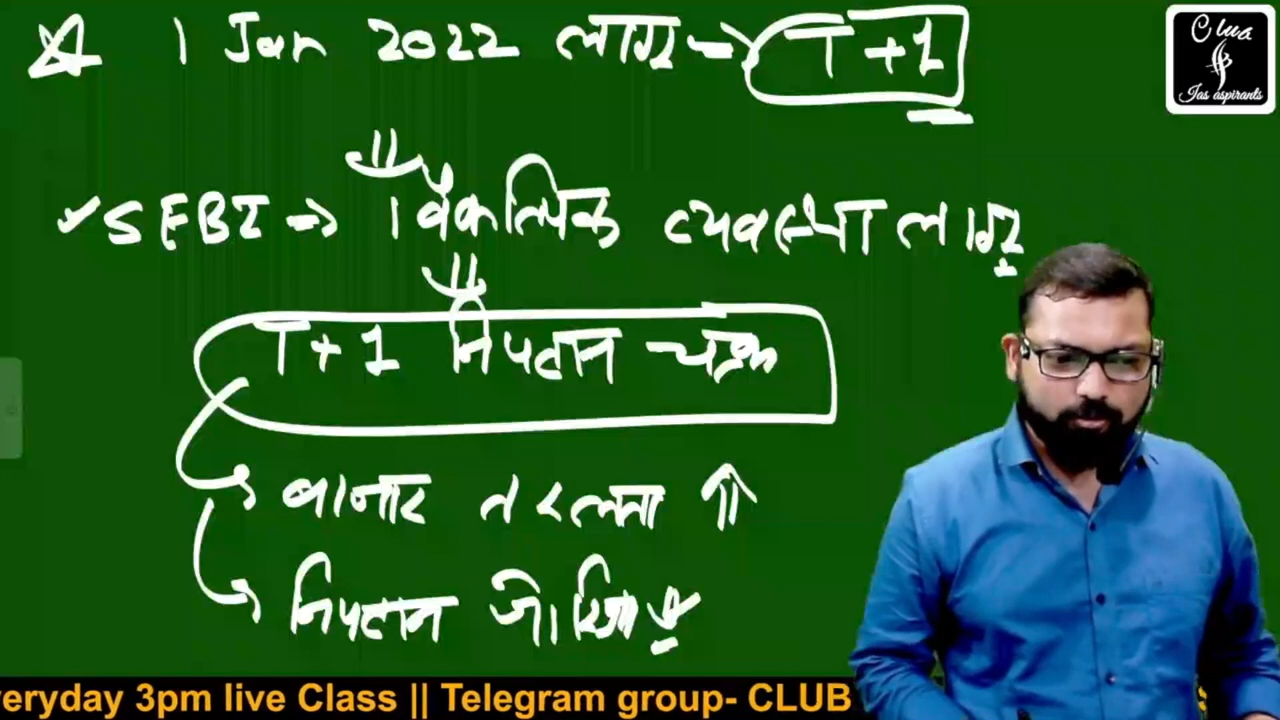 1 Jan 2022 लागू → T+1
SEBI ⇒ वैकल्पिक व्यवस्था लागू
T+1 निपटान चक्र
बाजार तरलता ⇑
निपटान जोखिम ↓
Club
Ias aspirants
veryday 3pm live Class || Telegram group- CLUB